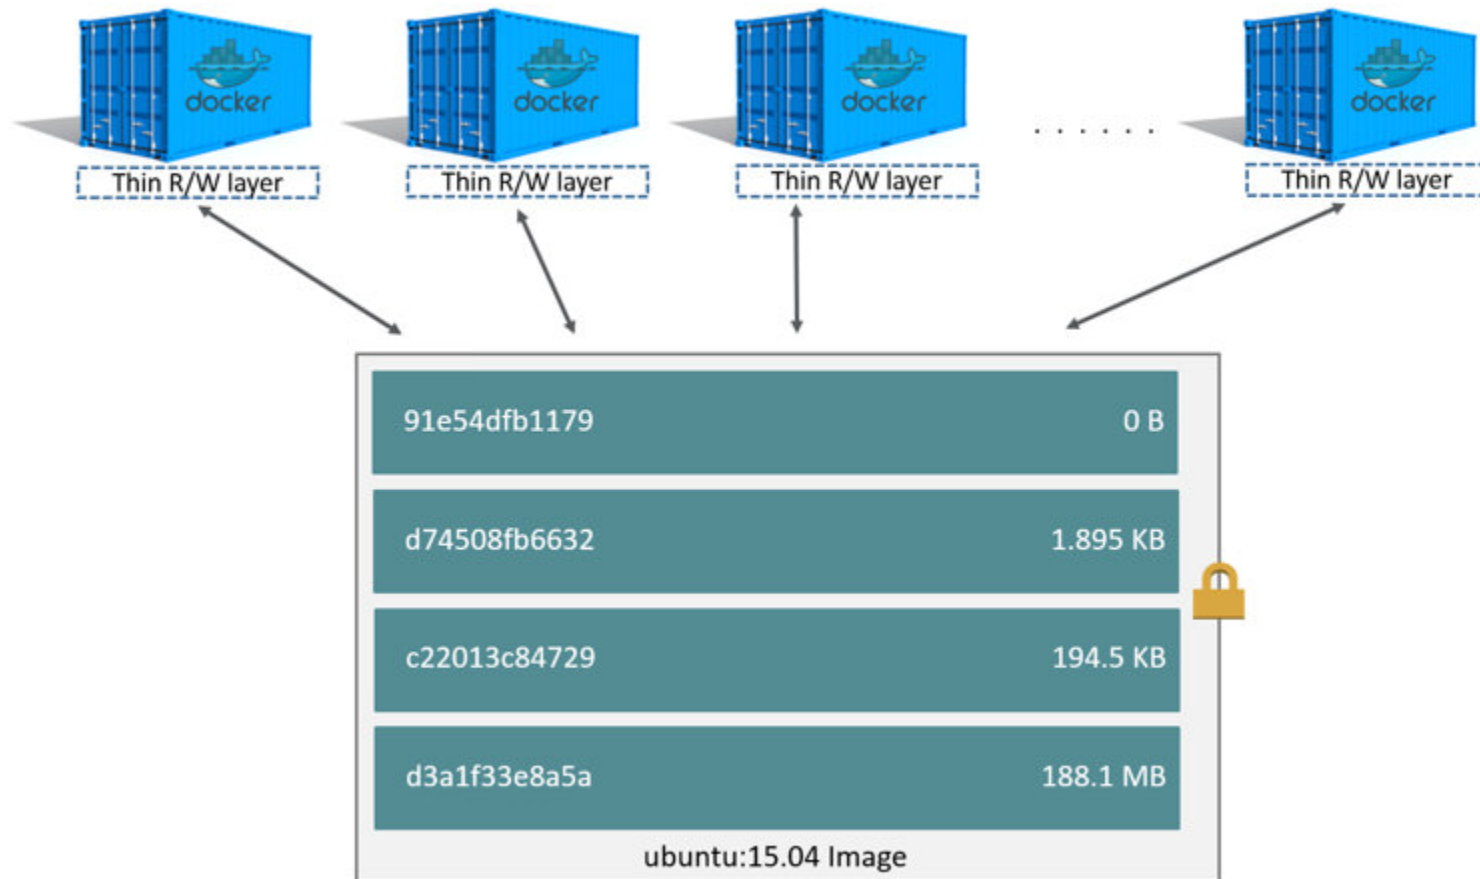 docker docker docker docker
. . . . . .
Thin R/W layer Thin R/W layer Thin R/W layer Thin R/W layer
91e54dfb1179 0 B
d74508fb6632 1.895 KB
c22013c84729 194.5 KB
d3a1f33e8a5a 188.1 MB
ubuntu:15.04 Image